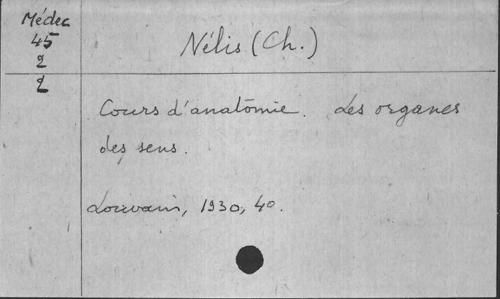 Médec
45
2
2
Nélis (Ch.)
Cours d'anatomie. Les organes
des sens.
Louvain, 1930, 4o.